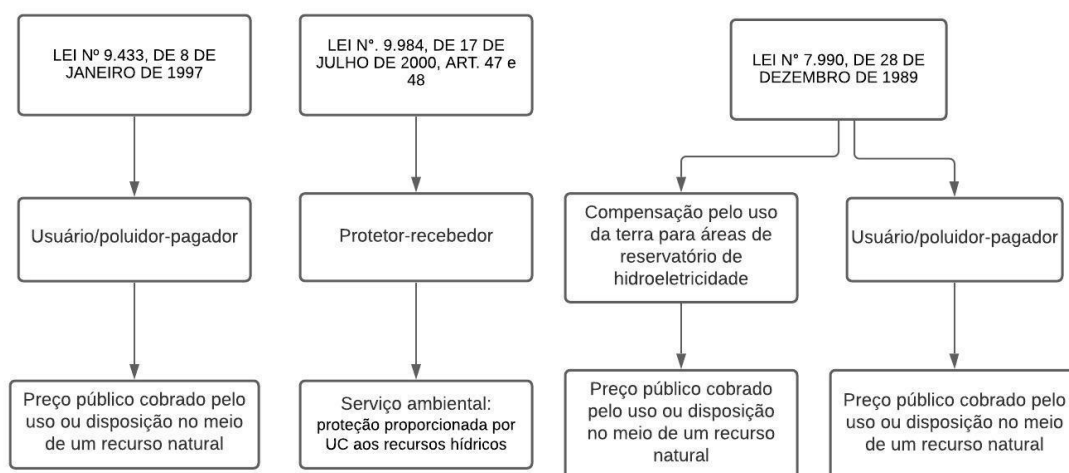 LEI Nº 9.433, DE 8 DE
JANEIRO DE 1997
LEI N°. 9.984, DE 17 DE
JULHO DE 2000, ART. 47 e
48
LEI N° 7.990, DE 28 DE
DEZEMBRO DE 1989
Usuário/poluidor-pagador
Protetor-recebedor
Compensação pelo uso
da terra para áreas de
reservatório de
hidroeletricidade
Usuário/poluidor-pagador
Preço público cobrado pelo
uso ou disposição no meio
de um recurso natural
Serviço ambiental:
proteção proporcionada por
UC aos recursos hídricos
Preço público cobrado
pelo uso ou disposição
no meio de um recurso
natural
Preço público cobrado pelo
uso ou disposição no meio
de um recurso natural